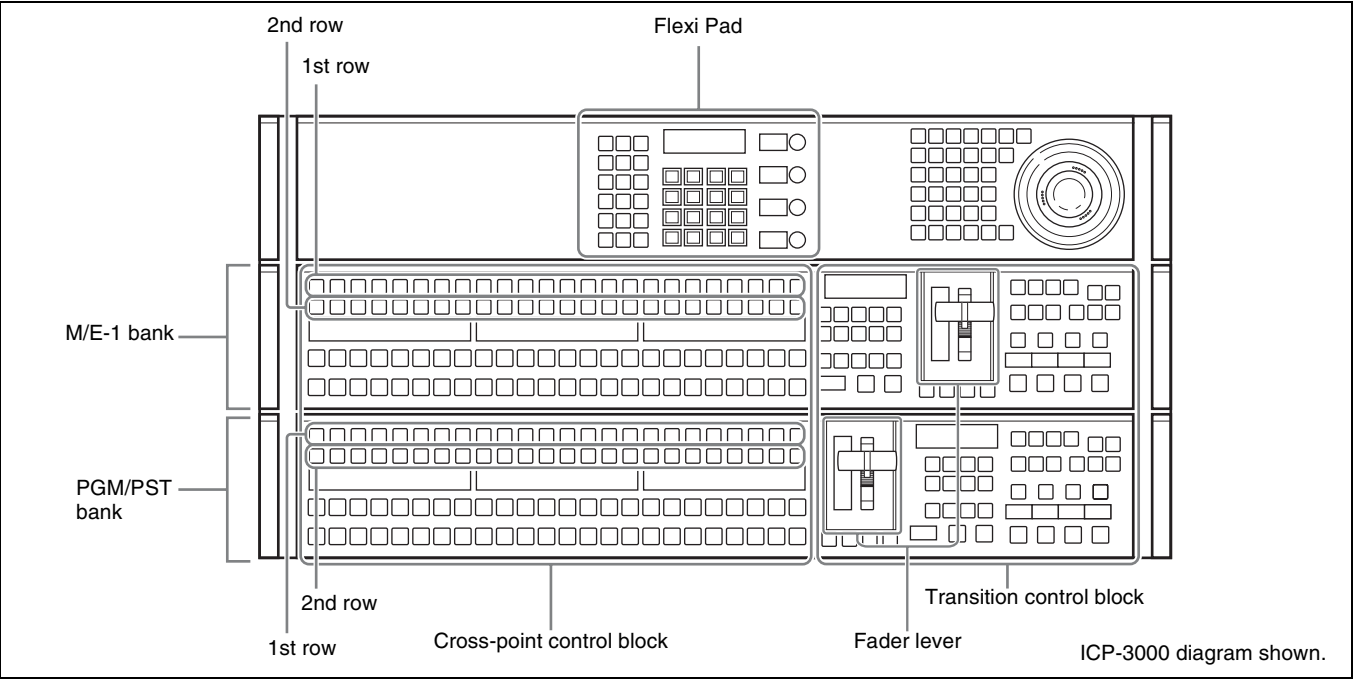 2nd row
Flexi Pad
1st row
M/E-1 bank
PGM/PST
bank
2nd row
Transition control block
1st row
Cross-point control block
Fader lever
ICP-3000 diagram shown.